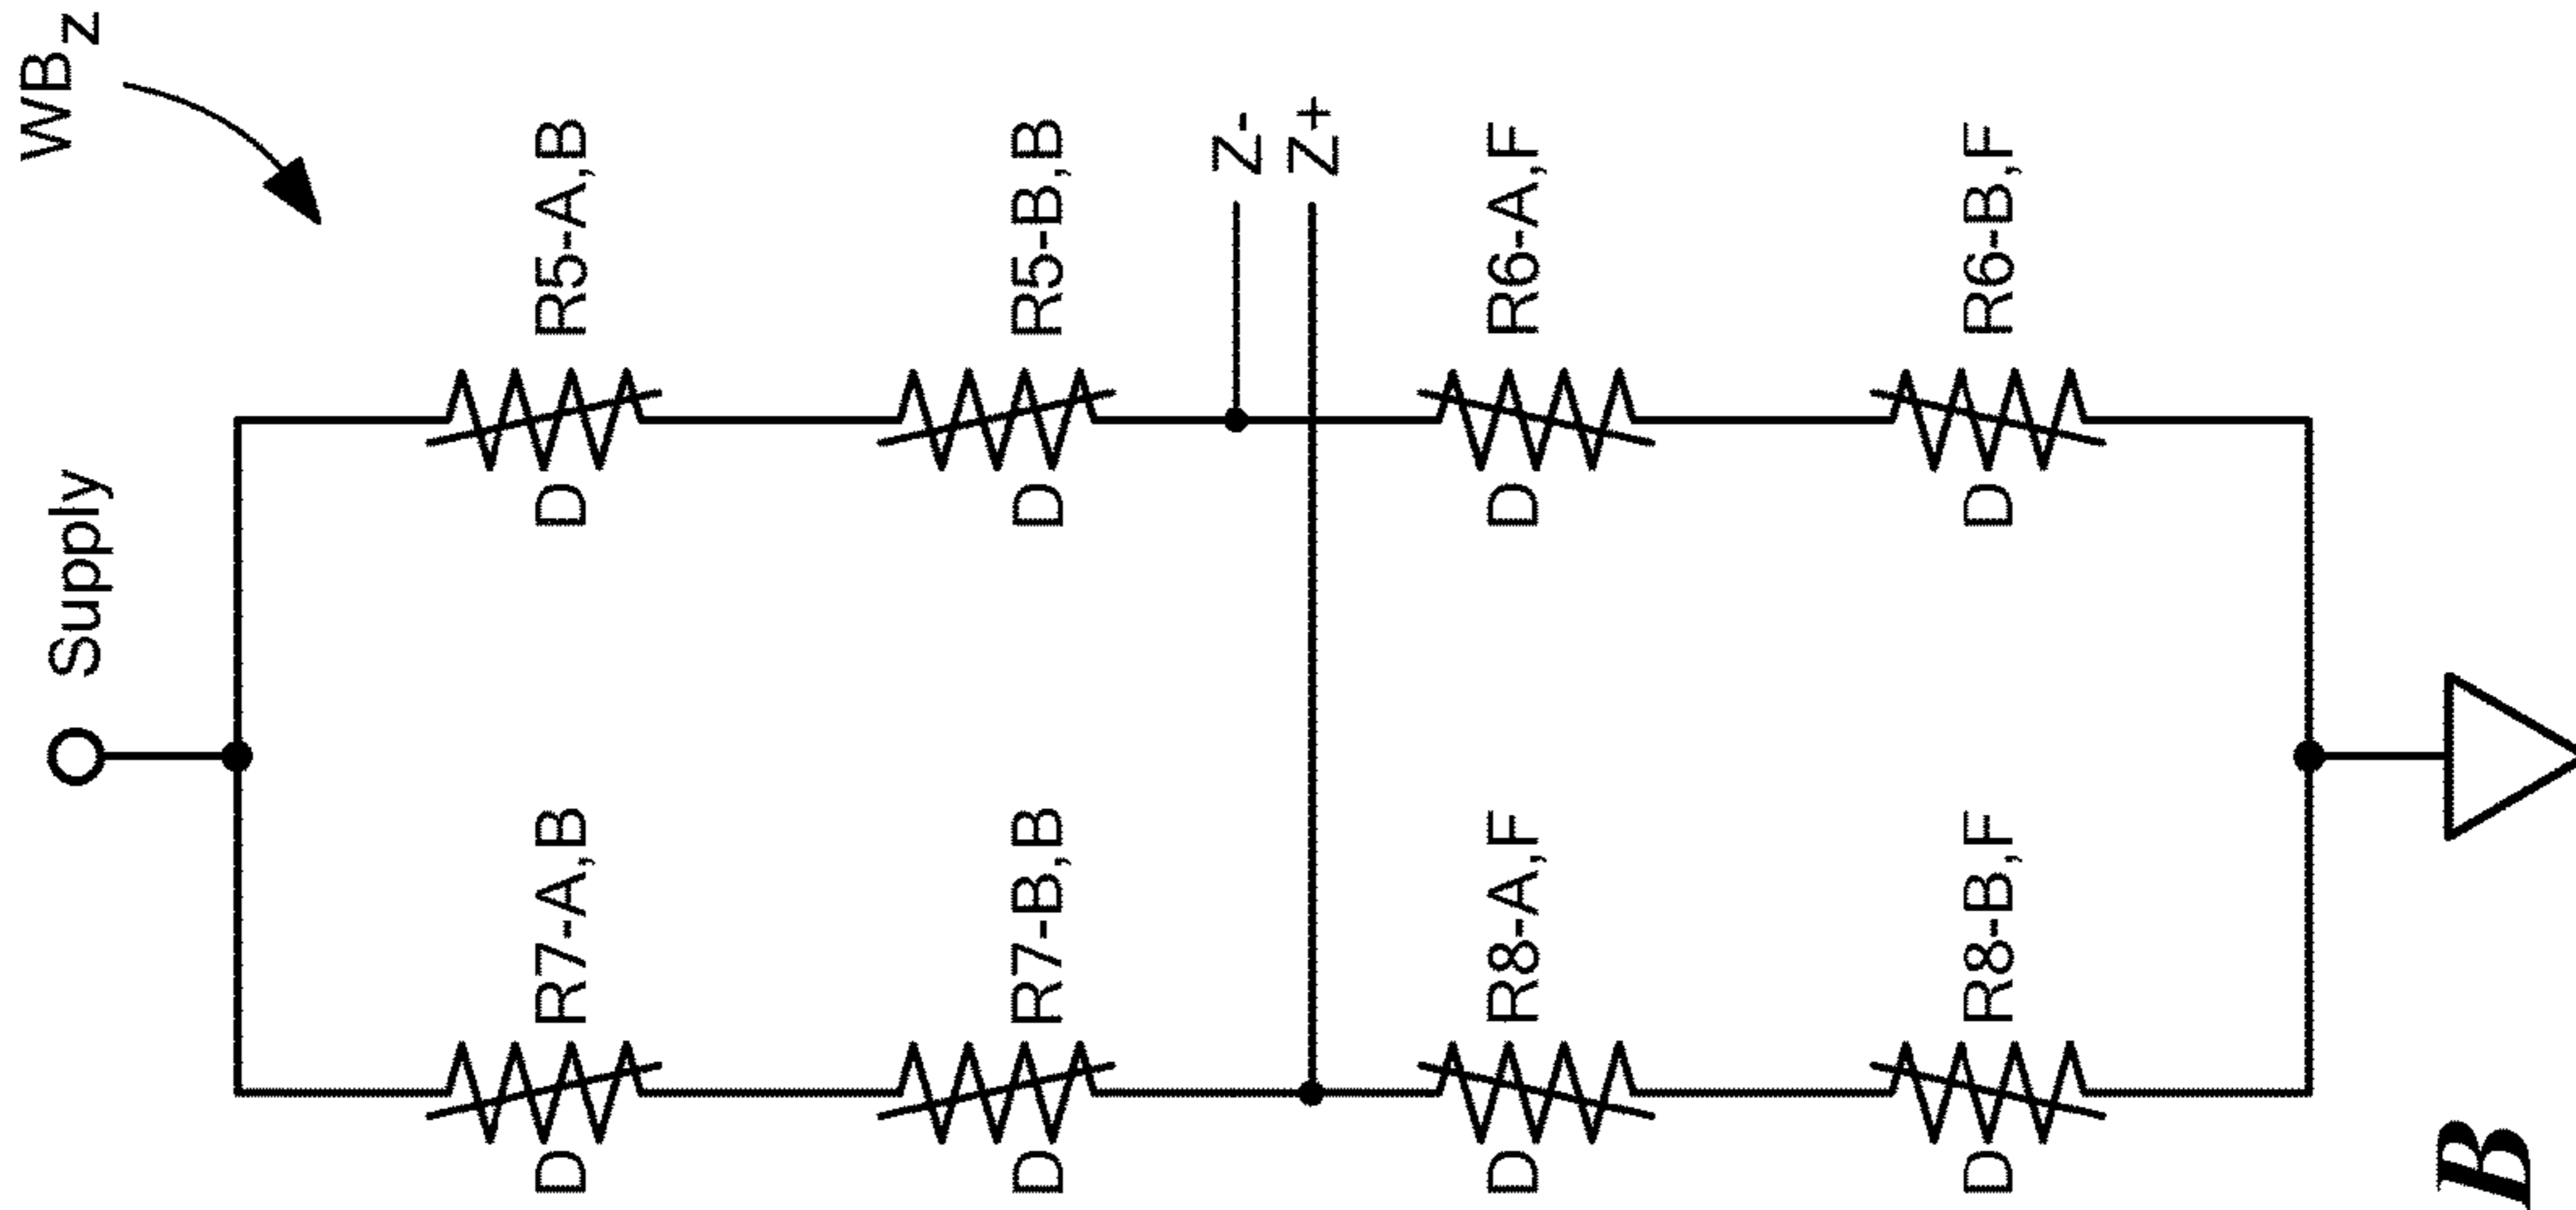 WBZ
Supply
D R7-A,B
D R5-A,B
D R7-B,B
D R5-B,B
Z-
Z+
D R8-A,F
D R6-A,F
D R8-B,F
D R6-B,F
B